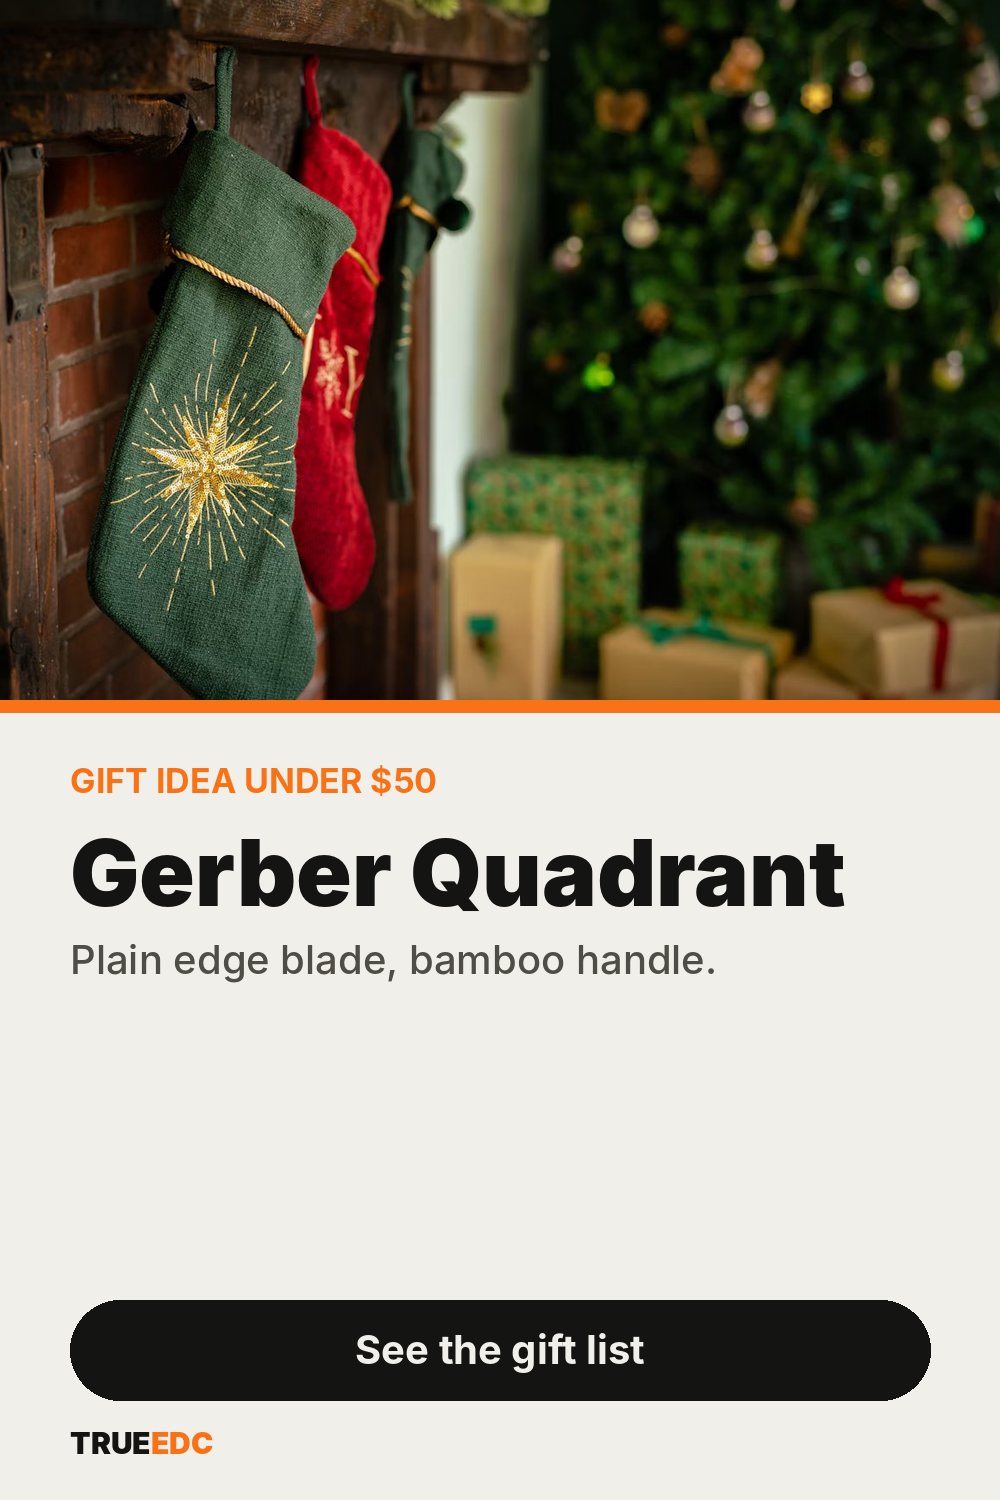 GIFT IDEA UNDER $50
Gerber Quadrant
Plain edge blade, bamboo handle.
See the gift list
TRUEEDC